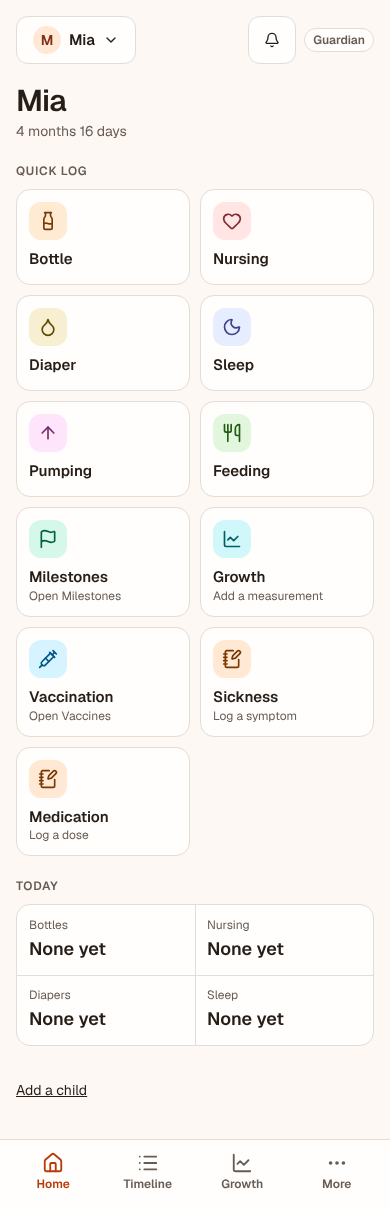 M Mia
Guardian
Mia
4 months 16 days
QUICK LOG
Bottle
Nursing
Diaper
Sleep
Pumping
Feeding
Milestones
Open Milestones
Growth
Add a measurement
Vaccination
Open Vaccines
Sickness
Log a symptom
Medication
Log a dose
TODAY
Bottles
None yet
Nursing
None yet
Diapers
None yet
Sleep
None yet
Add a child
Home
Timeline
Growth
More